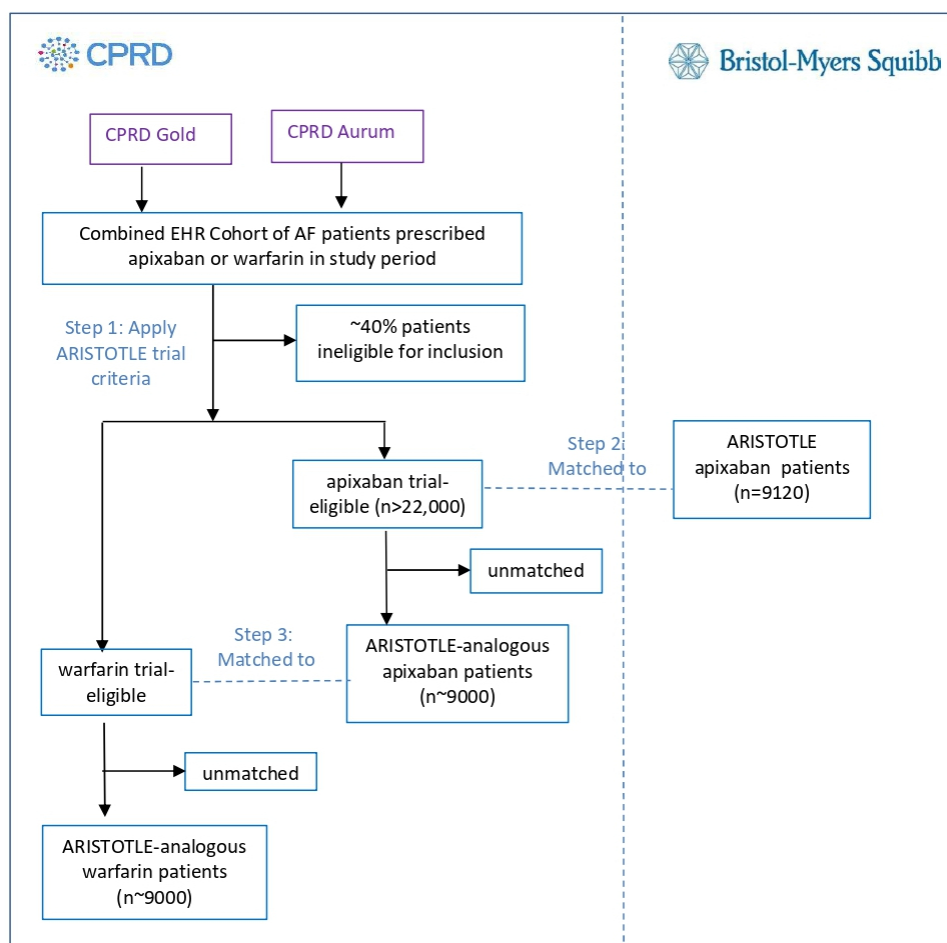 CPRD
Bristol-Myers Squibb
CPRD Gold
CPRD Aurum
Combined EHR Cohort of AF patients prescribed
apixaban or warfarin in study period
Step 1: Apply
ARISTOTLE trial
criteria
~40% patients
ineligible for inclusion
apixaban trial-
eligible (n>22,000)
Step 2:
Matched to
ARISTOTLE
apixaban patients
(n=9120)
unmatched
ARISTOTLE-analogous
apixaban patients
(n~9000)
Step 3:
Matched to
warfarin trial-
eligible
unmatched
ARISTOTLE-analogous
warfarin patients
(n~9000)